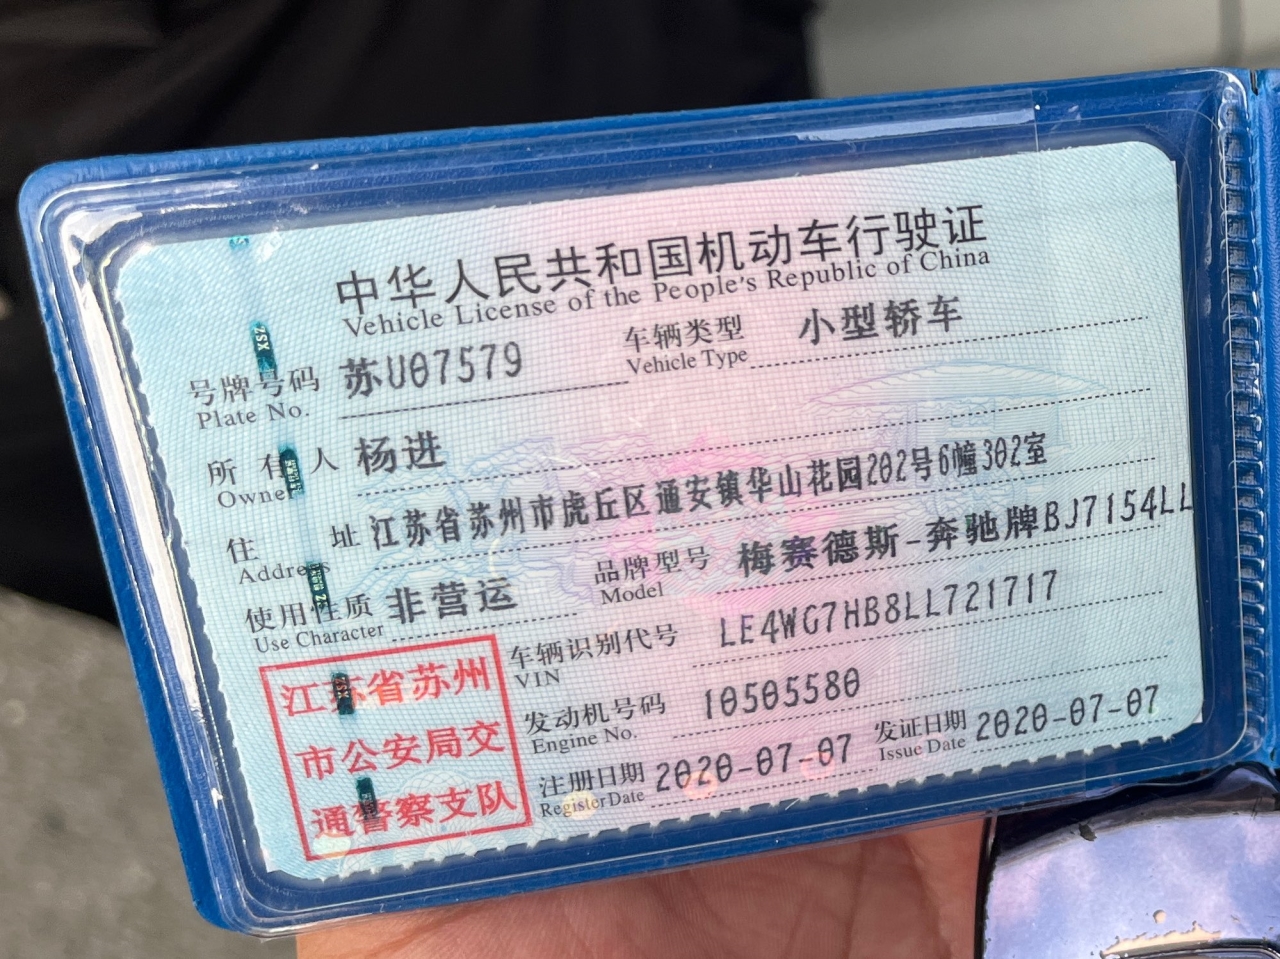 中华人民共和国机动车行驶证
Vehicle License of the People's Republic of China
号牌号码 苏U07579 车辆类型 小型轿车
Plate No. Vehicle Type
所有人 杨进
Owner
住址 江苏省苏州市虎丘区通安镇华山花园202号6幢302室
Address
使用性质 非营运 品牌型号 梅赛德斯-奔驰牌BJ7154LL
Use Character Model
车辆识别代号 LE4WG7HB8LL721717
VIN
发动机号码 10505580
Engine No.
注册日期 2020-07-07 发证日期 2020-07-07
Register Date Issue Date
江苏省苏州
市公安局交
通警察支队